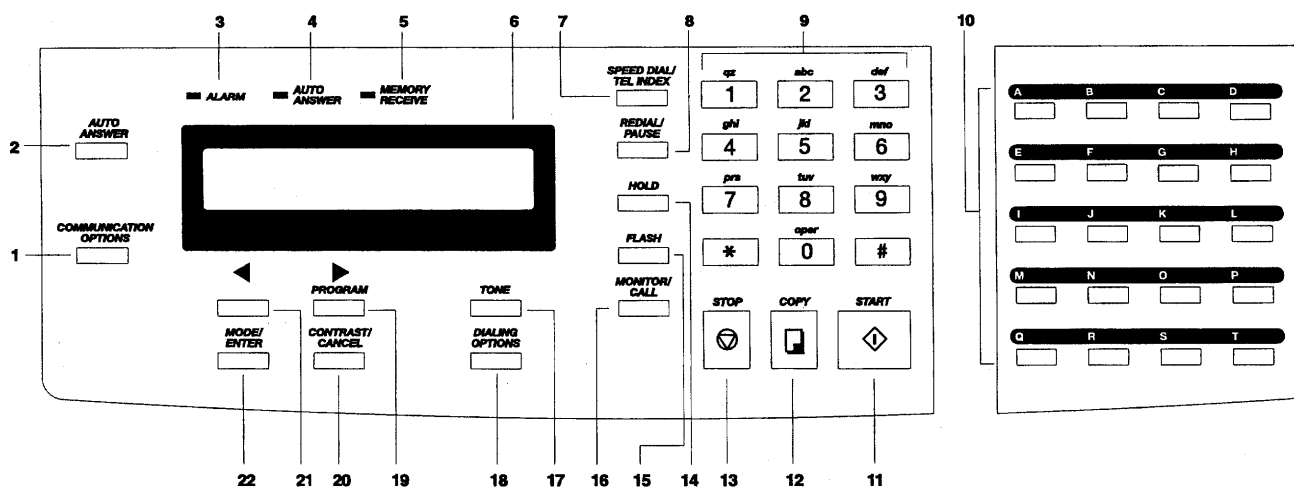 3 4 5 6 7 8 9 10
ALARM
AUTO
ANSWER
MEMORY
RECEIVE
AUTO
ANSWER
2
COMMUNICATION
OPTIONS
1
◀ ▶
PROGRAM
MODE/
ENTER
CONTRAST/
CANCEL
TONE
DIALING
OPTIONS
SPEED DIAL/
TEL INDEX
REDIAL/
PAUSE
HOLD
FLASH
MONITOR/
CALL
qz abc def
1 2 3
ghi jkl mno
4 5 6
prs tuv wxy
7 8 9
oper
* 0 #
STOP COPY START
A B C D
E F G H
I J K L
M N O P
Q R S T
22 21 20 19 18 17 16 15 14 13 12 11